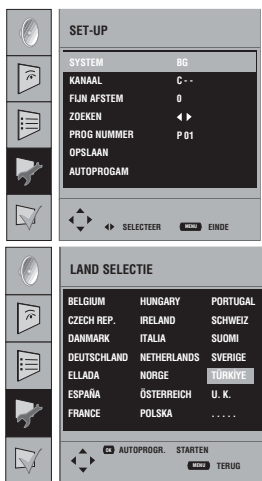 SET-UP
SYSTEM BG
KANAAL C - -
FIJN AFSTEM 0
ZOEKEN
PROG NUMMER P 01
OPSLAAN
AUTOPROGAM
SELECTEER MENU EINDE
LAND SELECTIE
BELGIUM HUNGARY PORTUGAL
CZECH REP. IRELAND SCHWEIZ
DANMARK ITALIA SUOMI
DEUTSCHLAND NETHERLANDS SVERIGE
ELLADA NORGE TÜRKİYE
ESPAÑA ÖSTERREICH U. K.
FRANCE POLSKA . . . . .
OK AUTOPROGR. STARTEN
MENU TERUG